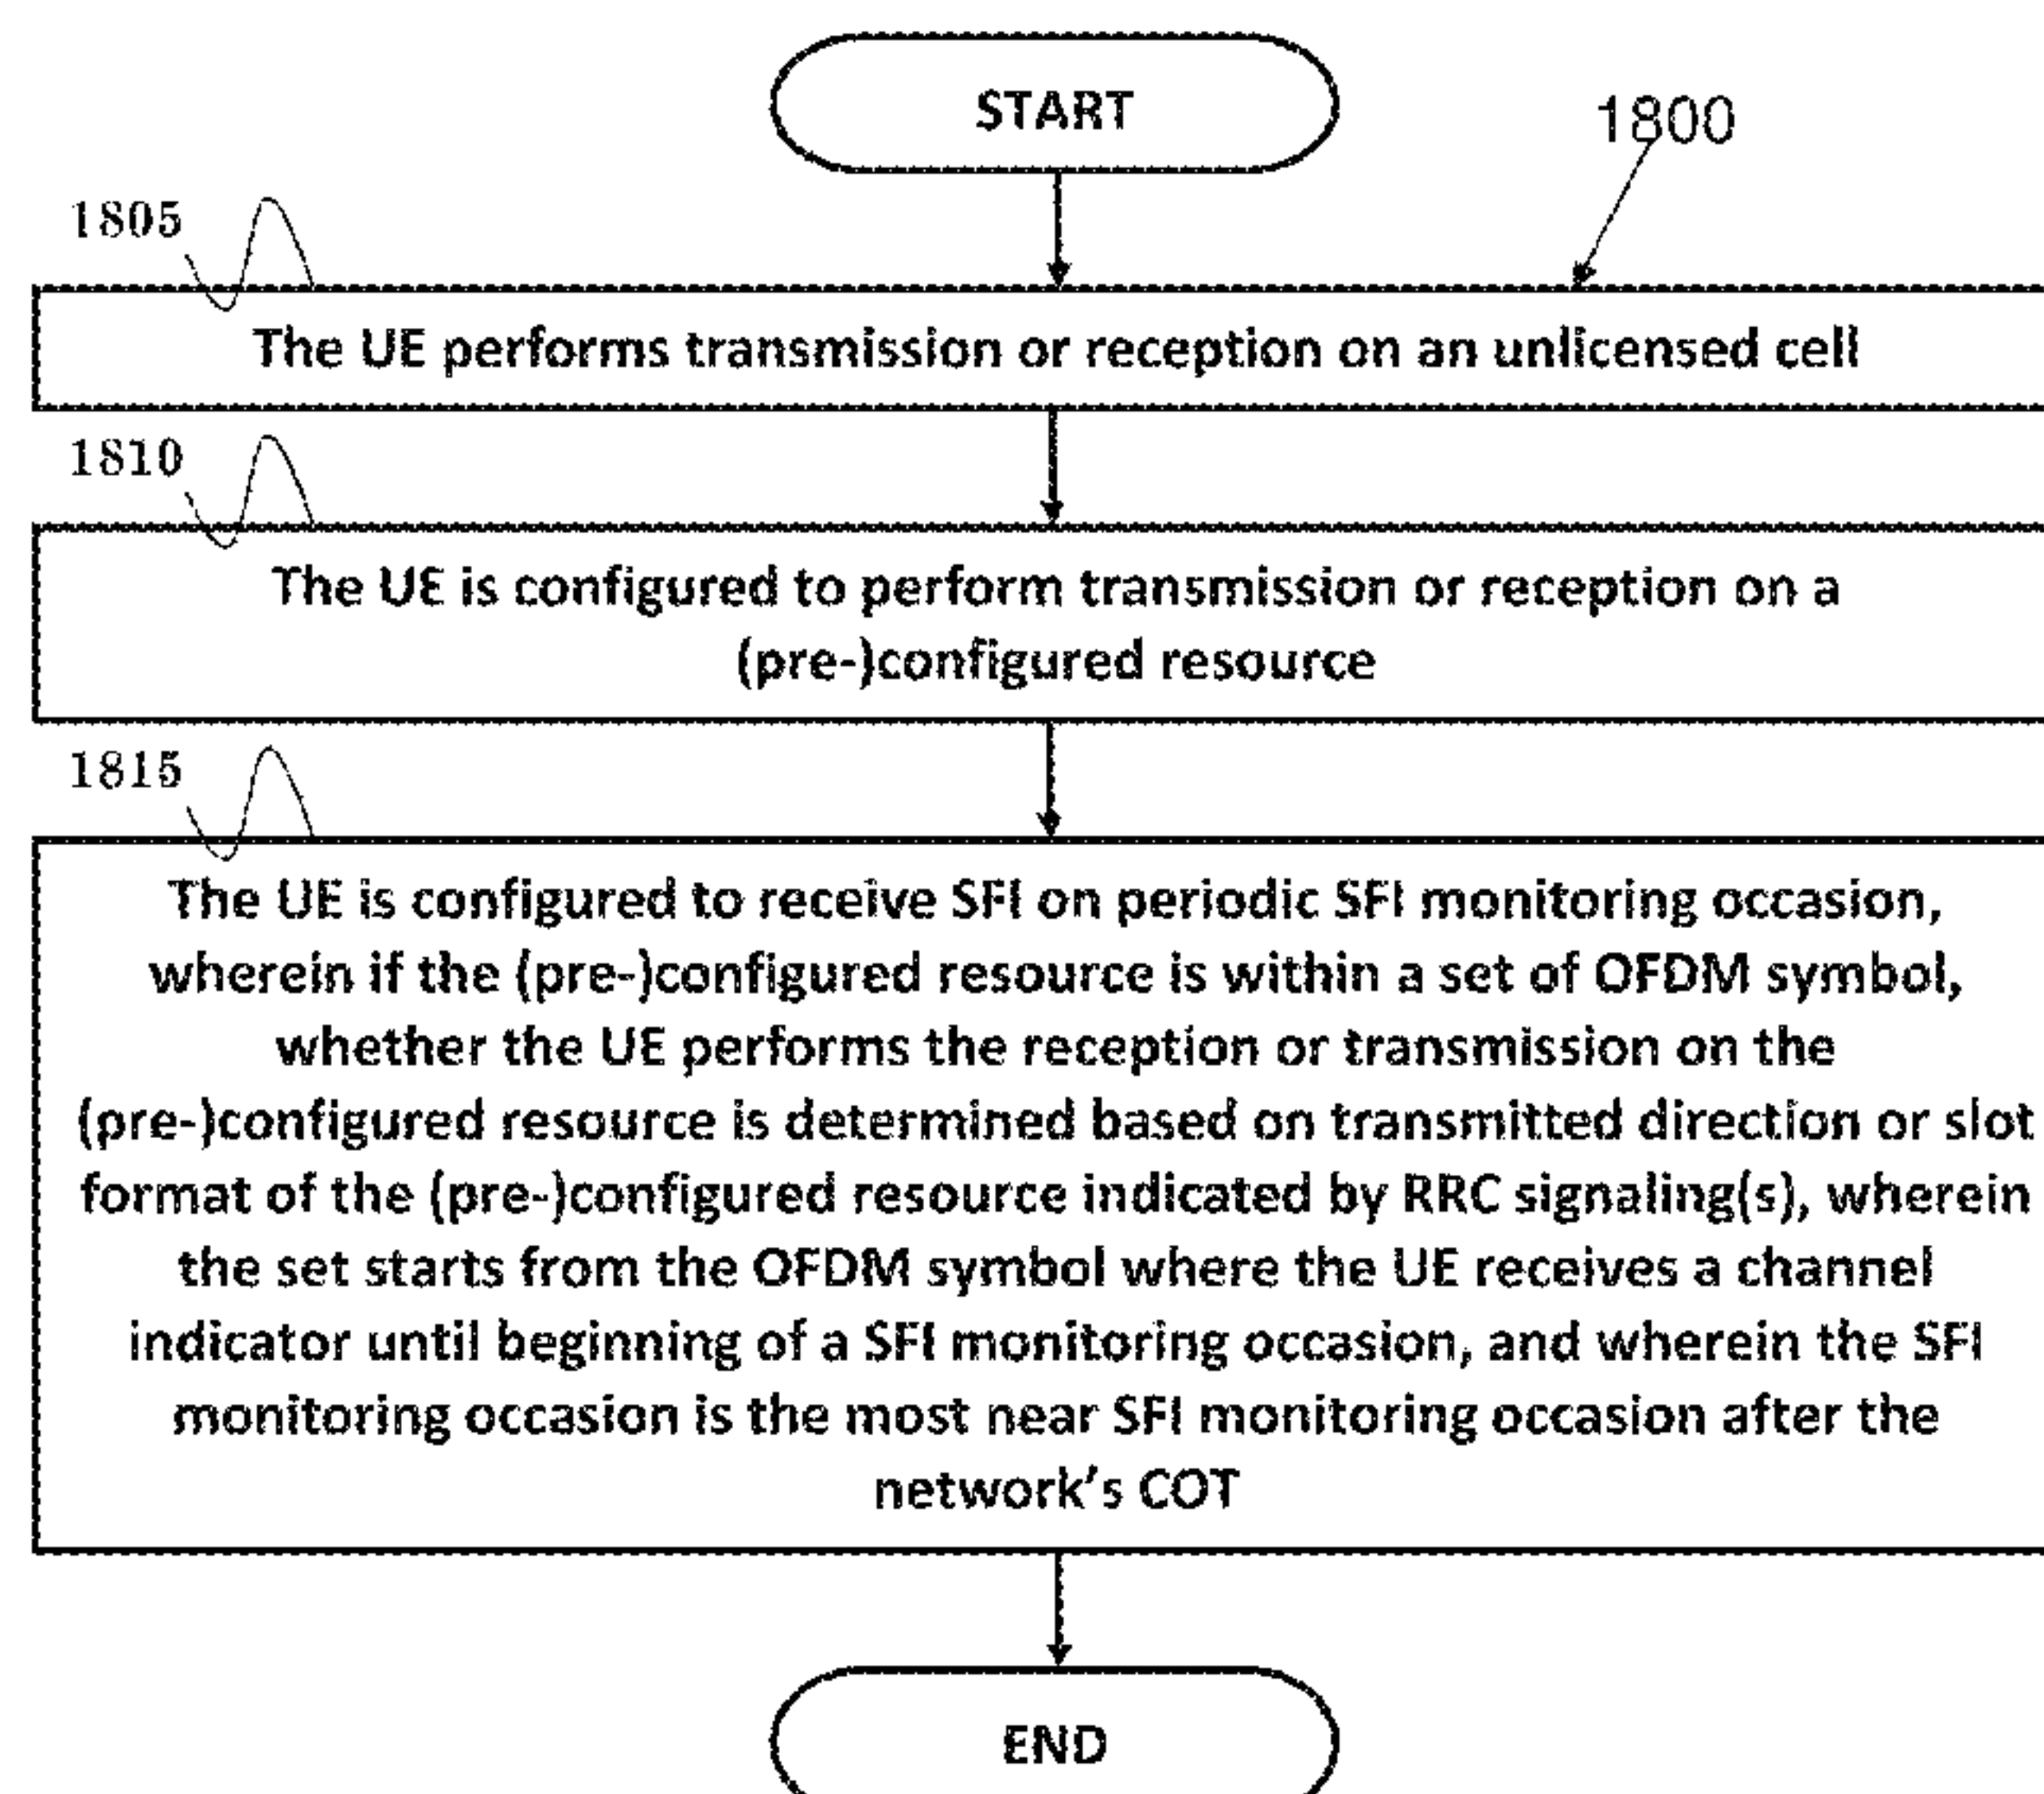 START
1800
1805
The UE performs transmission or reception on an unlicensed cell
1810
The UE is configured to perform transmission or reception on a
(pre-)configured resource
1815
The UE is configured to receive SFI on periodic SFI monitoring occasion,
wherein if the (pre-)configured resource is within a set of OFDM symbol,
whether the UE performs the reception or transmission on the
(pre-)configured resource is determined based on transmitted direction or slot
format of the (pre-)configured resource indicated by RRC signaling(s), wherein
the set starts from the OFDM symbol where the UE receives a channel
indicator until beginning of a SFI monitoring occasion, and wherein the SFI
monitoring occasion is the most near SFI monitoring occasion after the
network's COT
END